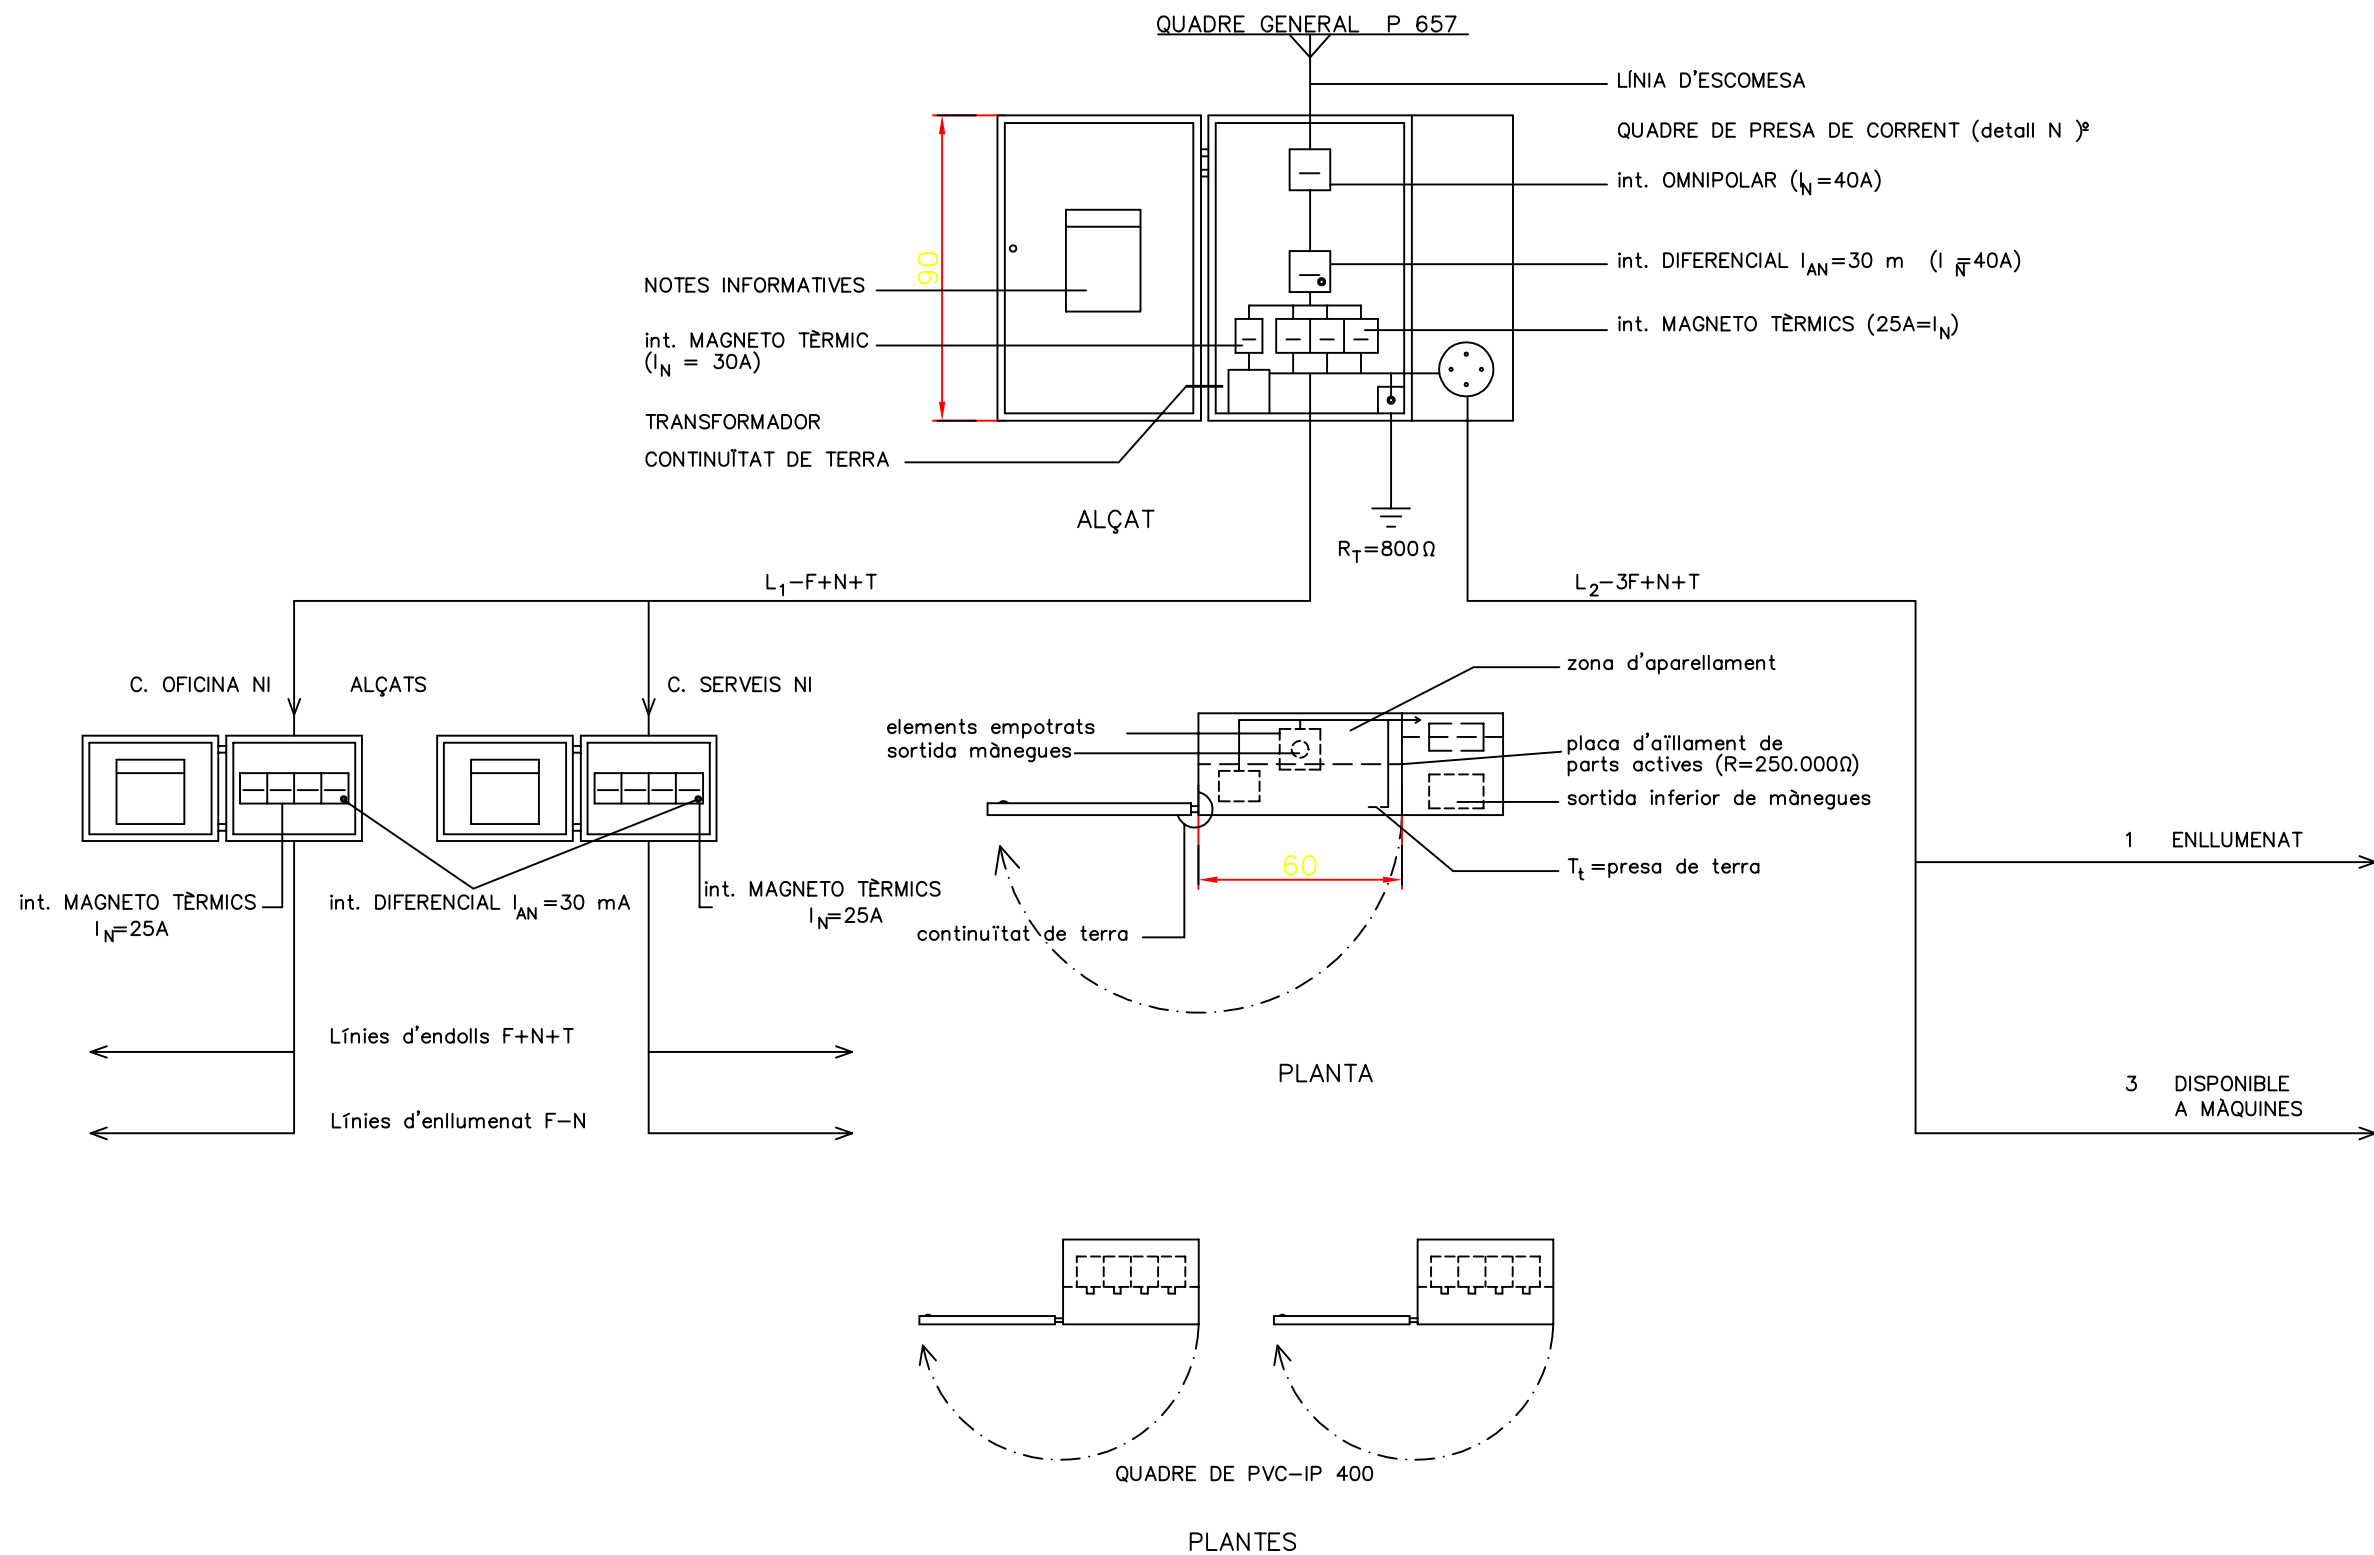 QUADRE GENERAL P 657
LÍNIA D'ESCOMESA
QUADRE DE PRESA DE CORRENT (detall N )º
int. OMNIPOLAR (IN=40A)
int. DIFERENCIAL IAN=30 m (I N=40A)
int. MAGNETO TÈRMICS (25A=IN)
90
NOTES INFORMATIVES
int. MAGNETO TÈRMIC
(IN = 30A)
TRANSFORMADOR
CONTINUÏTAT DE TERRA
ALÇAT
RT=800Ω
L1-F+N+T
L2-3F+N+T
C. OFICINA NI
ALÇATS
C. SERVEIS NI
zona d'aparellament
elements empotrats
sortida mànegues
placa d'aïllament de
parts actives (R=250.000Ω)
sortida inferior de mànegues
Tt=presa de terra
60
continuïtat de terra
int. MAGNETO TÈRMICS
IN=25A
int. DIFERENCIAL IAN=30 mA
int. MAGNETO TÈRMICS
IN=25A
1 ENLLUMENAT
Línies d'endolls F+N+T
Línies d'enllumenat F-N
PLANTA
3 DISPONIBLE
A MÀQUINES
QUADRE DE PVC-IP 400
PLANTES